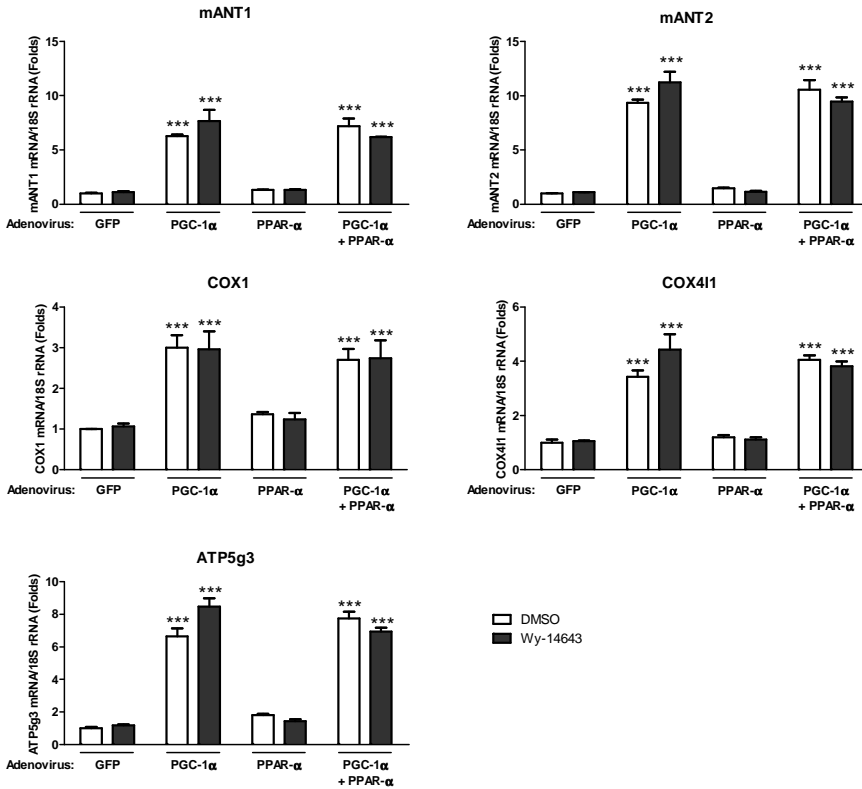 mANT1
mANT1 mRNA/18S rRNA (Folds)
15
10
5
0
*** *** *** ***
Adenovirus: GFP PGC-1α PPAR-α PGC-1α
+ PPAR-α
mANT2
mANT2 mRNA/18S rRNA (Folds)
15
10
5
0
*** *** *** ***
Adenovirus: GFP PGC-1α PPAR-α PGC-1α
+ PPAR-α
COX1
COX1 mRNA/18S rRNA (Folds)
4
3
2
1
0
*** *** *** ***
Adenovirus: GFP PGC-1α PPAR-α PGC-1α
+ PPAR-α
COX4I1
COX4I1 mRNA/18S rRNA (Folds)
6
4
2
0
*** *** *** ***
Adenovirus: GFP PGC-1α PPAR-α PGC-1α
+ PPAR-α
ATP5g3
ATP5g3 mRNA/18S rRNA (Folds)
10
8
6
4
2
0
*** *** *** ***
Adenovirus: GFP PGC-1α PPAR-α PGC-1α
+ PPAR-α
DMSO
Wy-14643